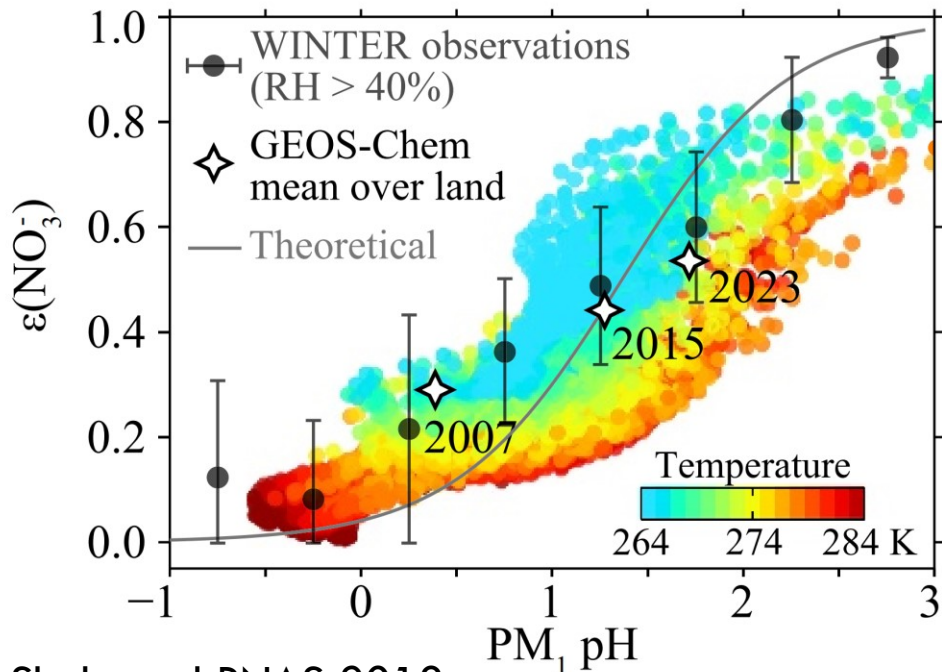 1.0
0.8
0.6
0.4
0.2
0.0
ε(NO₃⁻)
WINTER observations
(RH > 40%)
GEOS-Chem
mean over land
Theoretical
2023
2015
2007
Temperature
264 274 284 K
−1 0 1 2 3
PM₁ pH